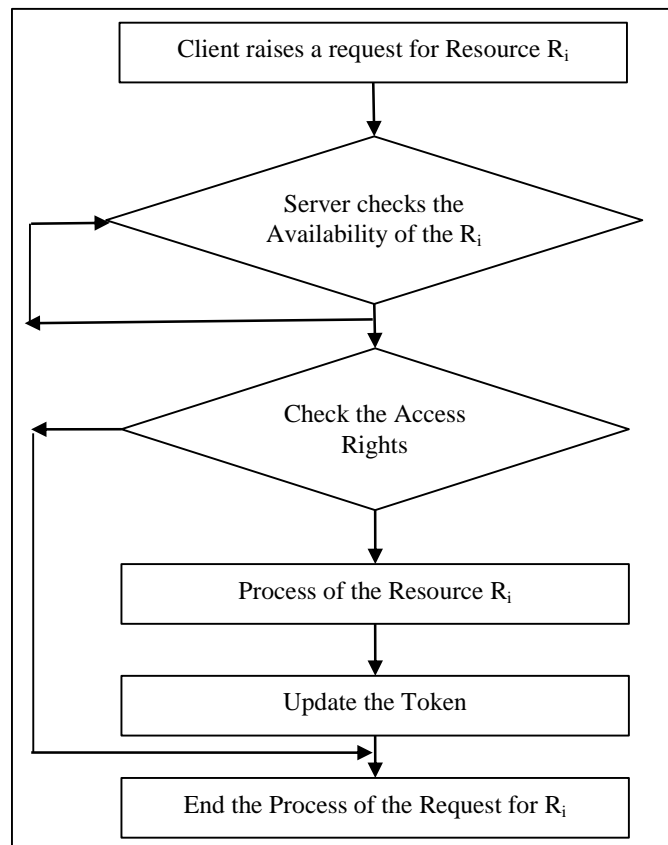 Client raises a request for Resource Rᵢ
Server checks the
Availability of the Rᵢ
Check the Access
Rights
Process of the Resource Rᵢ
Update the Token
End the Process of the Request for Rᵢ